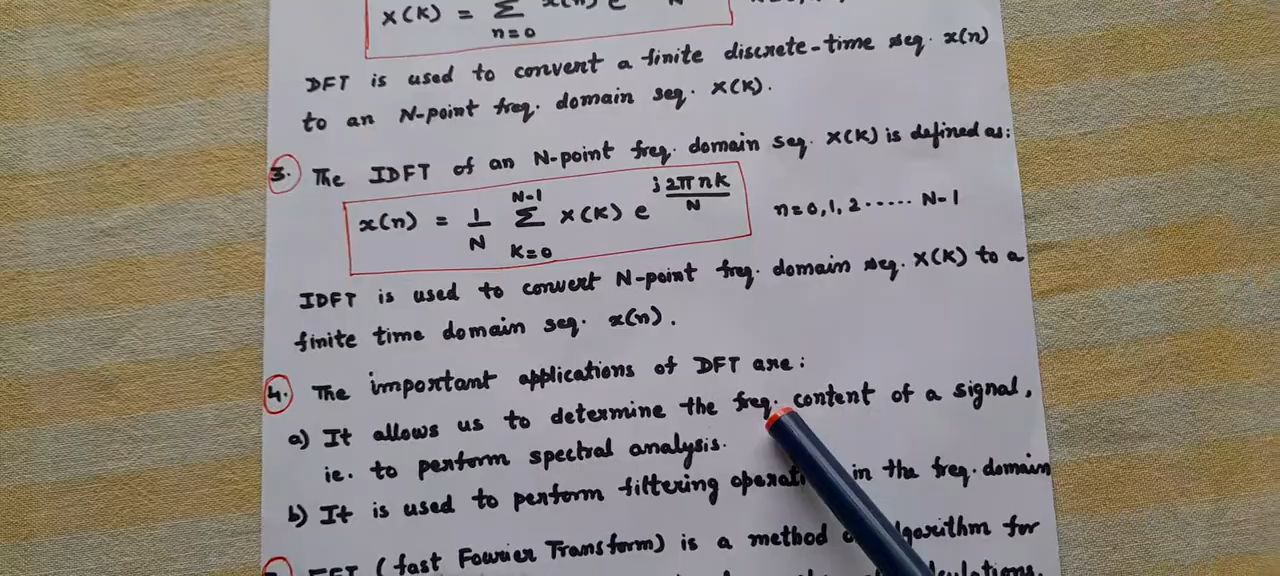 X(K) = Σ n=0
DFT is used to convert a finite discrete-time seq. x(n)
to an N-point freq. domain seq. X(K).
3. The IDFT of an N-point freq. domain seq. X(K) is defined as:
x(n) = 1/N Σ K=0 N-1 X(K) e j2πnk/N n=0,1,2 ..... N-1
IDFT is used to convert N-point freq. domain seq. X(K) to a
finite time domain seq. x(n).
4. The important applications of DFT are:
a) It allows us to determine the freq. content of a signal,
ie. to perform spectral analysis.
b) It is used to perform filtering in the freq. domain
FFT (fast Fourier Transform) is a method algorithm for